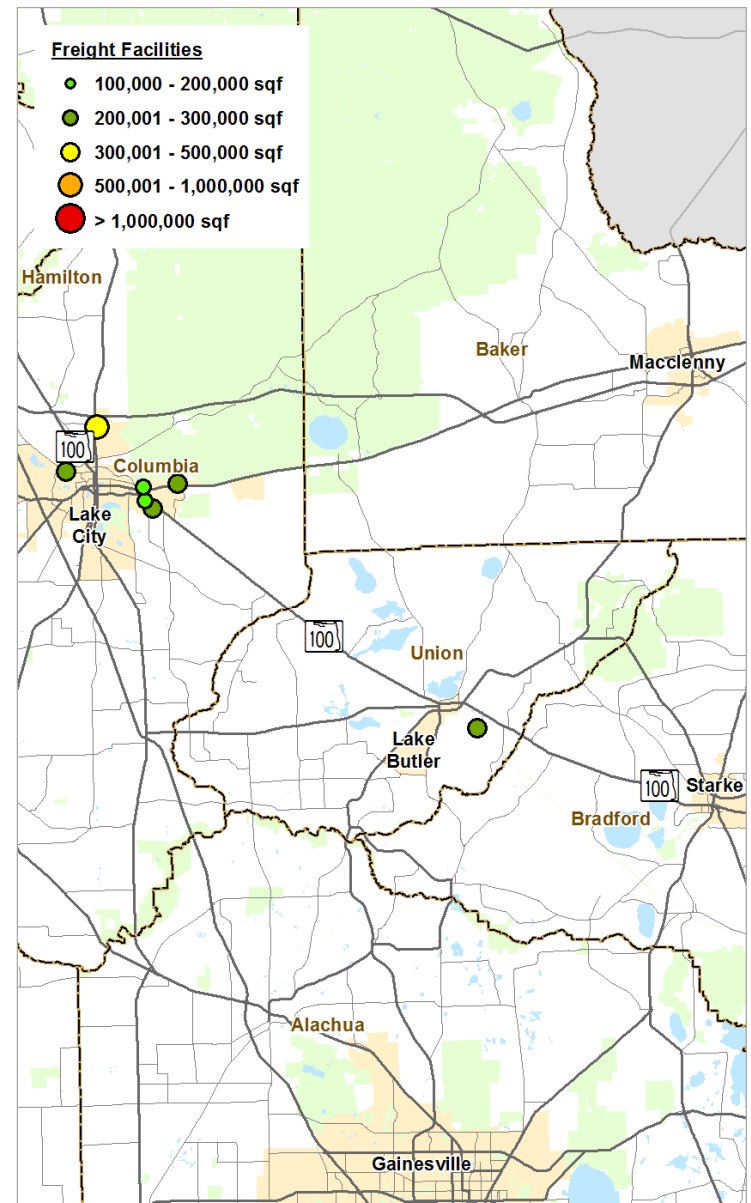 Freight Facilities
100,000 - 200,000 sqf
200,001 - 300,000 sqf
300,001 - 500,000 sqf
500,001 - 1,000,000 sqf
> 1,000,000 sqf
Hamilton
Baker
Macclenny
100
Columbia
Lake
City
100
Union
Lake
Butler
100
Starke
Bradford
Alachua
Gainesville